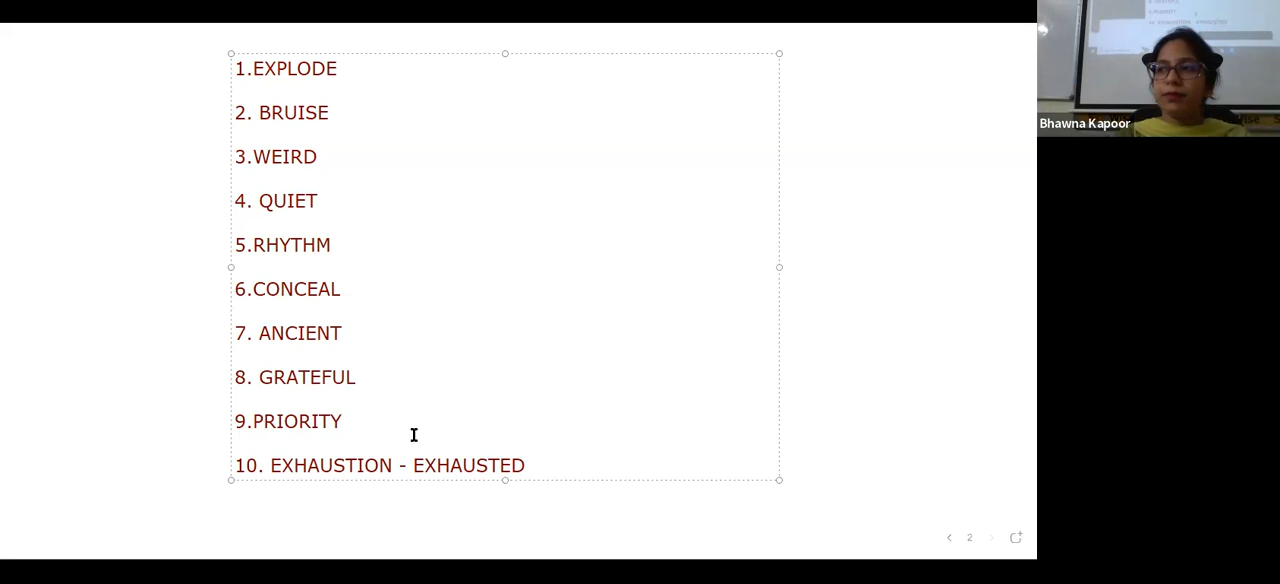 1.EXPLODE
2. BRUISE
3.WEIRD
4. QUIET
5.RHYTHM
6.CONCEAL
7. ANCIENT
8. GRATEFUL
9.PRIORITY
10. EXHAUSTION - EXHAUSTED
2
Bhawna Kapoor